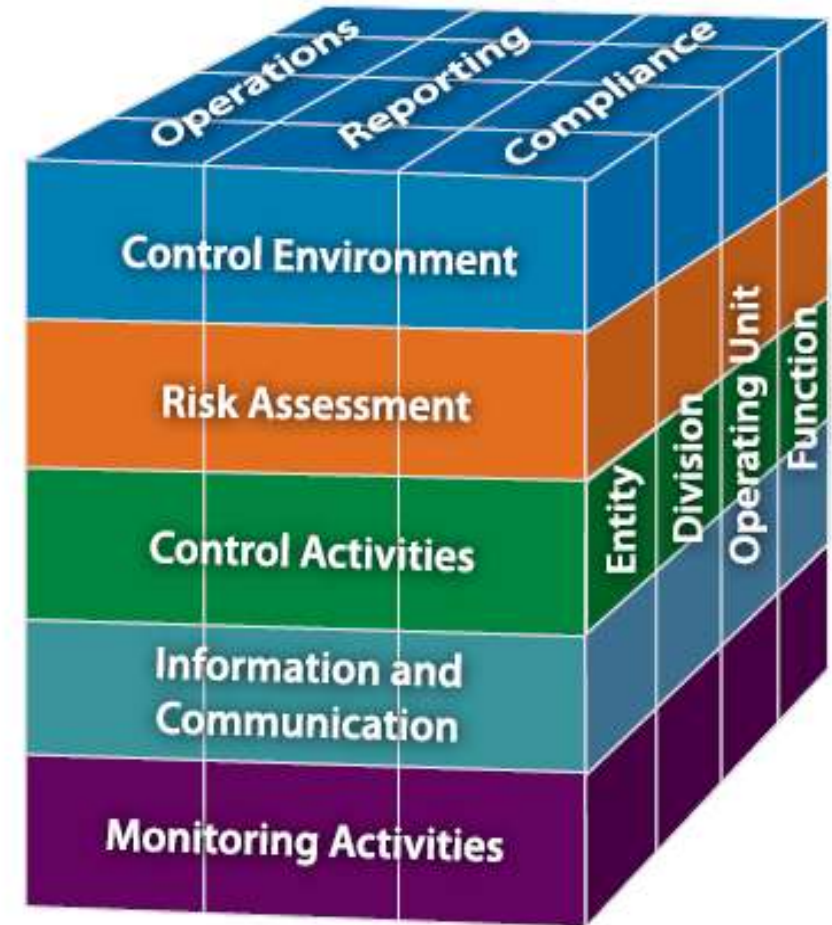 Operations
Reporting
Compliance
Control Environment
Risk Assessment
Control Activities
Information and
Communication
Monitoring Activities
Entity
Division
Operating Unit
Function